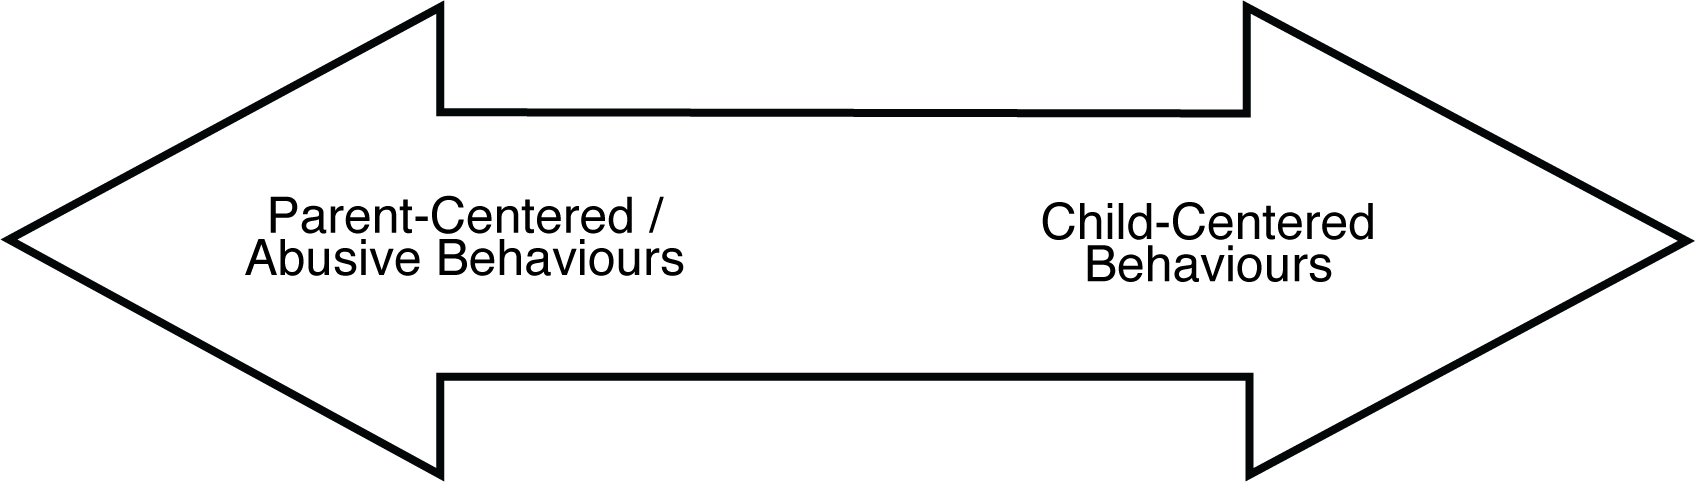 Parent-Centered /
Abusive Behaviours
Child-Centered
Behaviours